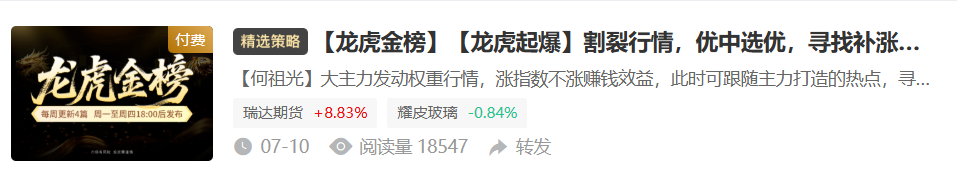 付费
龙虎金榜
每周更新4篇 周一至周四18:00后发布
精选策略 【龙虎金榜】【龙虎起爆】割裂行情，优中选优，寻找补涨…
【何祖光】大主力发动权重行情，涨指数不涨赚钱效益，此时可跟随主力打造的热点，寻…
瑞达期货 +8.83% 耀皮玻璃 -0.84%
07-10 阅读量 18547 转发